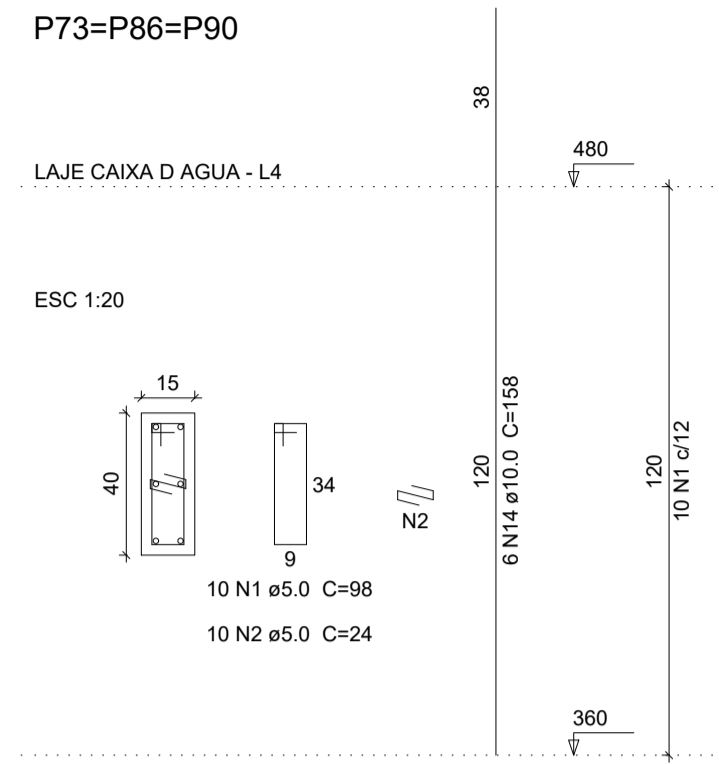 P73=P86=P90
38
480
LAJE CAIXA D AGUA - L4
ESC 1:20
15
40
34
9
N2
120
6 N14 ø10.0 C=158
120
10 N1 c/12
10 N1 ø5.0 C=98
10 N2 ø5.0 C=24
360